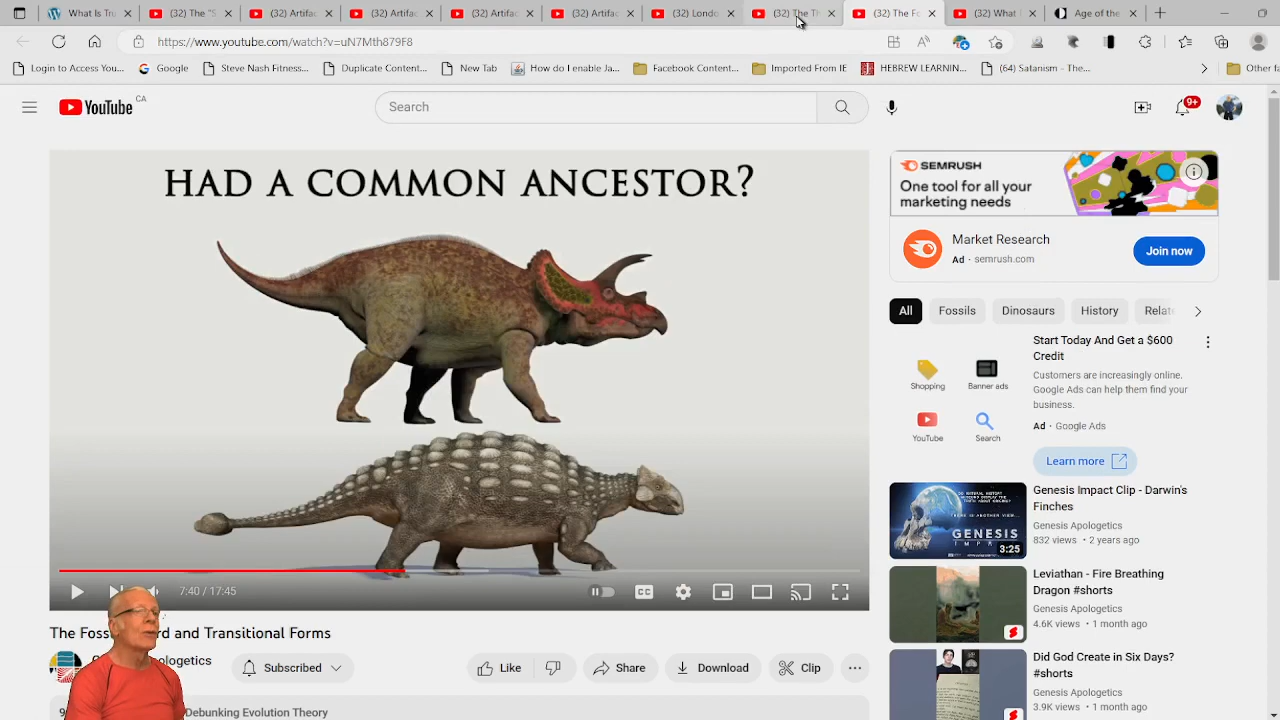 What Is Tru
(32) The "S
(32) Artifac
(32) Artifac
(32) Artifac
(32) Artifac
(32) Londo
(32) The Th
(32) The Fo
(32) What
Age of the
https://www.youtube.com/watch?v=uN7Mth879F8
Login to Access You...
Google
Steve Nash Fitness...
Duplicate Content...
New Tab
How do I enable Ja...
Facebook Content...
Imported From IE
HEBREW LEARNIN...
(64) Satanism - The...
Other fa
YouTube CA
Search
9+
HAD A COMMON ANCESTOR?
7:40 / 17:45
CC
The Foss rd and Transitional Forms
ologetics
Subscribed
Like
Share
Download
Clip
Debunking Evolution Theory
SEMRUSH
One tool for all your
marketing needs
Market Research
Ad · semrush.com
Join now
All
Fossils
Dinosaurs
History
Relat
Shopping
Banner ads
YouTube
Search
Start Today And Get a $600
Credit
Customers are increasingly online.
Google Ads can help them find your
business.
Ad · Google Ads
Learn more
GENESIS
3:25
Genesis Impact Clip - Darwin's
Finches
Genesis Apologetics
832 views • 2 years ago
Leviathan - Fire Breathing
Dragon #shorts
Genesis Apologetics
4.6K views • 1 month ago
Did God Create in Six Days?
#shorts
Genesis Apologetics
3.9K views • 1 month ago